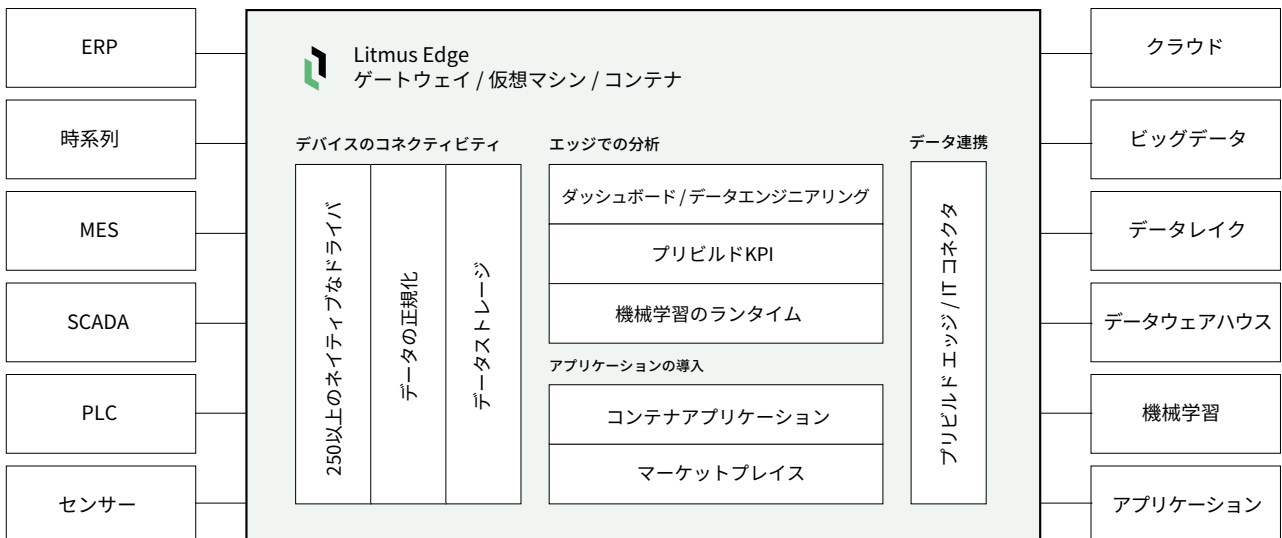 ERP
時系列
MES
SCADA
PLC
センサー
Litmus Edge
ゲートウェイ / 仮想マシン / コンテナ
デバイスのコネクティビティ
250以上のネイティブなドライバ
データの正規化
データストレージ
エッジでの分析
ダッシュボード / データエンジニアリング
プリビルドKPI
機械学習のランタイム
アプリケーションの導入
コンテナアプリケーション
マーケットプレイス
データ連携
プリビルド エッジ / IT コネクタ
クラウド
ビッグデータ
データレイク
データウェアハウス
機械学習
アプリケーション